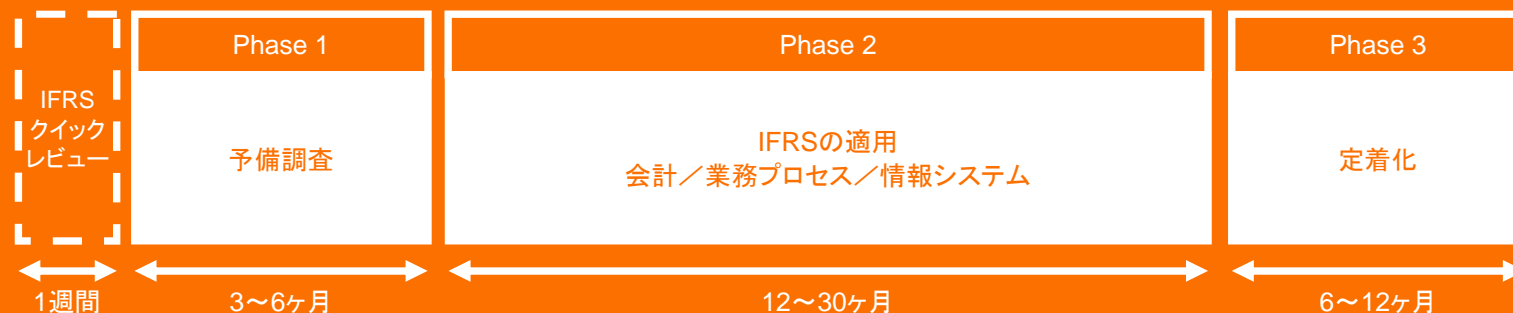 IFRS
クイック
レビュー
1週間
Phase 1
予備調査
3～6ヶ月
Phase 2
IFRSの適用
会計／業務プロセス／情報システム
12～30ヶ月
Phase 3
定着化
6～12ヶ月